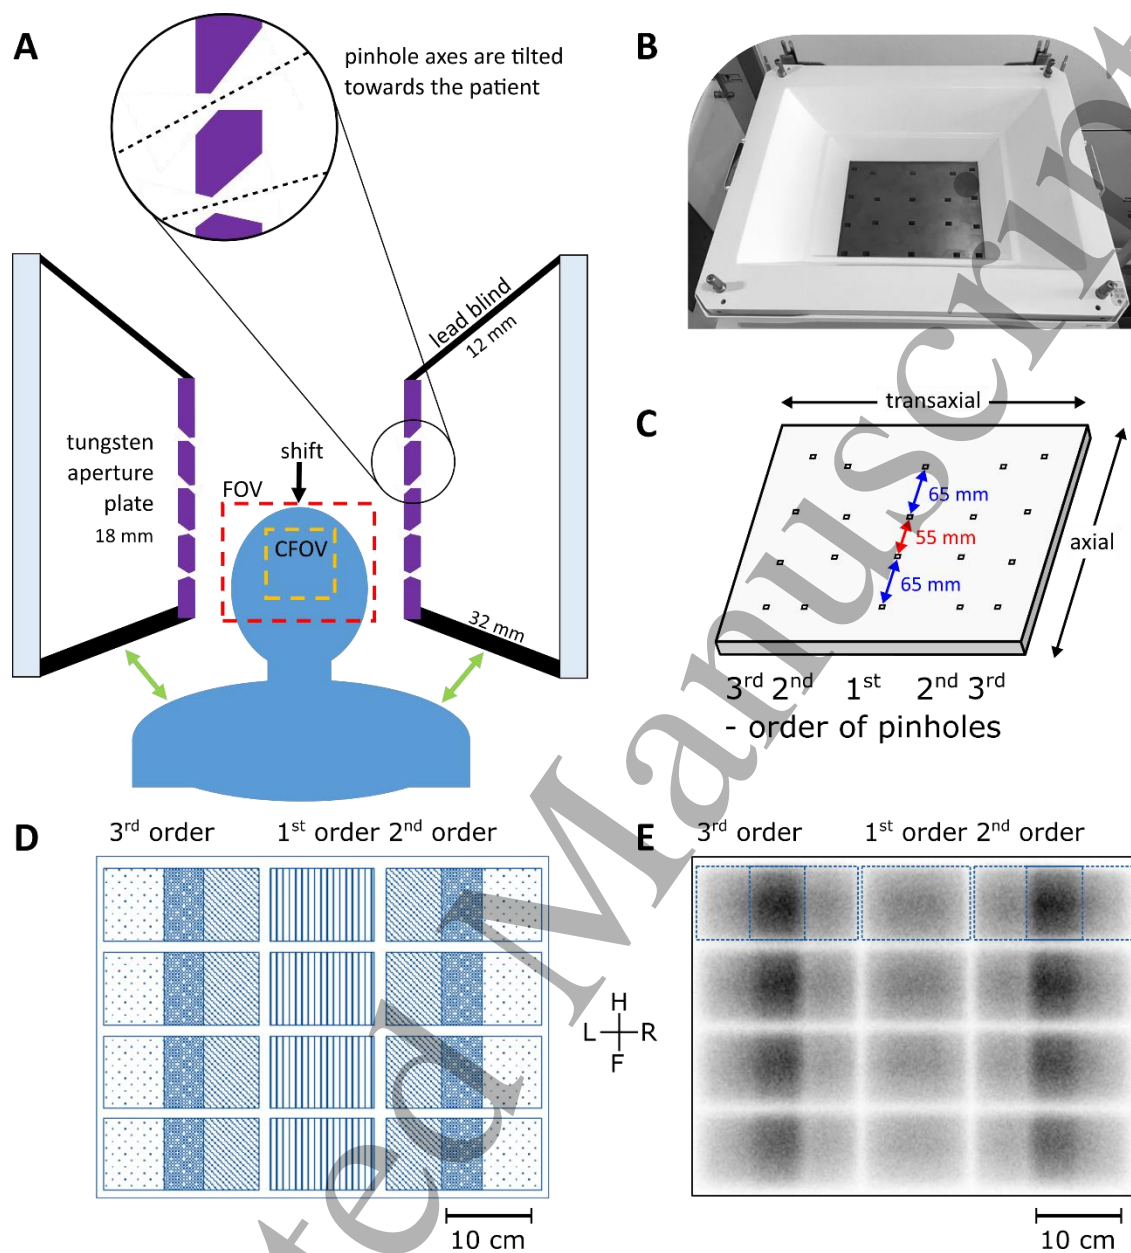 A
pinhole axes are tilted
towards the patient
B
lead blind
12 mm
tungsten
aperture
plate
18 mm
shift
FOV
CFOV
32 mm
C
transaxial
65 mm
55 mm
65 mm
axial
3rd 2nd 1st 2nd 3rd
- order of pinholes
D
3rd order 1st order 2nd order
10 cm
H
L R
F
E
3rd order 1st order 2nd order
10 cm
ted Manuscript